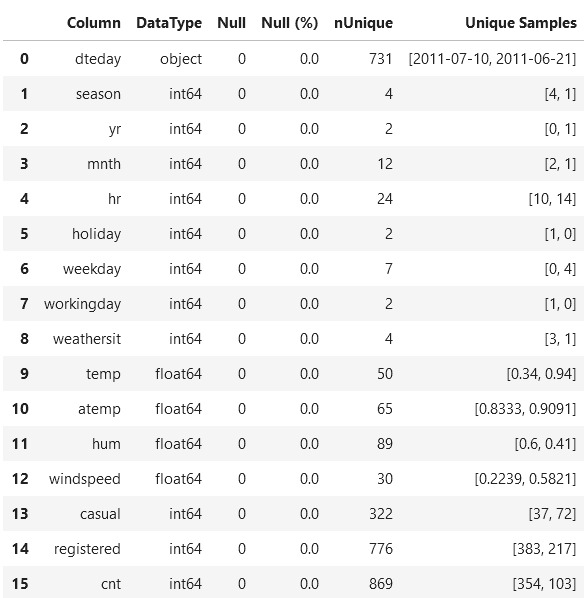 Column DataType Null Null (%) nUnique Unique Samples
0 dteday object 0 0.0 731 [2011-07-10, 2011-06-21]
1 season int64 0 0.0 4 [4, 1]
2 yr int64 0 0.0 2 [0, 1]
3 mnth int64 0 0.0 12 [2, 1]
4 hr int64 0 0.0 24 [10, 14]
5 holiday int64 0 0.0 2 [1, 0]
6 weekday int64 0 0.0 7 [0, 4]
7 workingday int64 0 0.0 2 [1, 0]
8 weathersit int64 0 0.0 4 [3, 1]
9 temp float64 0 0.0 50 [0.34, 0.94]
10 atemp float64 0 0.0 65 [0.8333, 0.9091]
11 hum float64 0 0.0 89 [0.6, 0.41]
12 windspeed float64 0 0.0 30 [0.2239, 0.5821]
13 casual int64 0 0.0 322 [37, 72]
14 registered int64 0 0.0 776 [383, 217]
15 cnt int64 0 0.0 869 [354, 103]